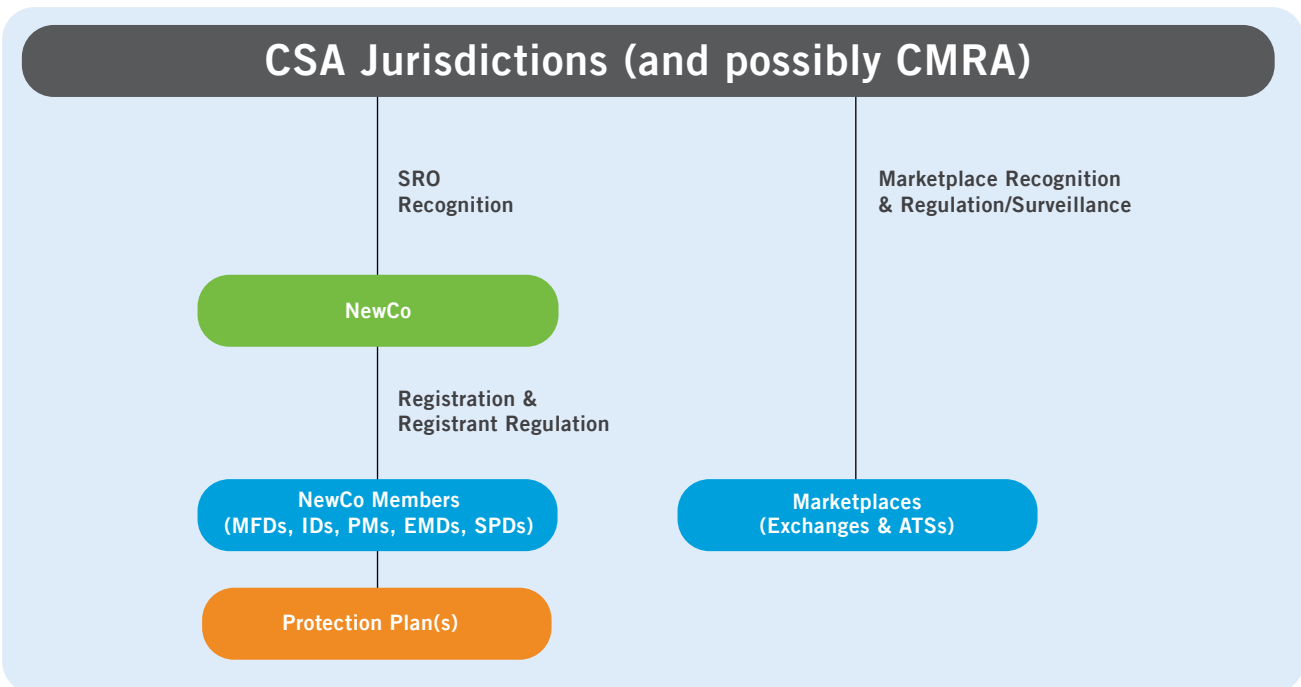 CSA Jurisdictions (and possibly CMRA)
SRO
Recognition
Marketplace Recognition
& Regulation/Surveillance
NewCo
Registration &
Registrant Regulation
NewCo Members
(MFDs, IDs, PMs, EMDs, SPDs)
Marketplaces
(Exchanges & ATSs)
Protection Plan(s)